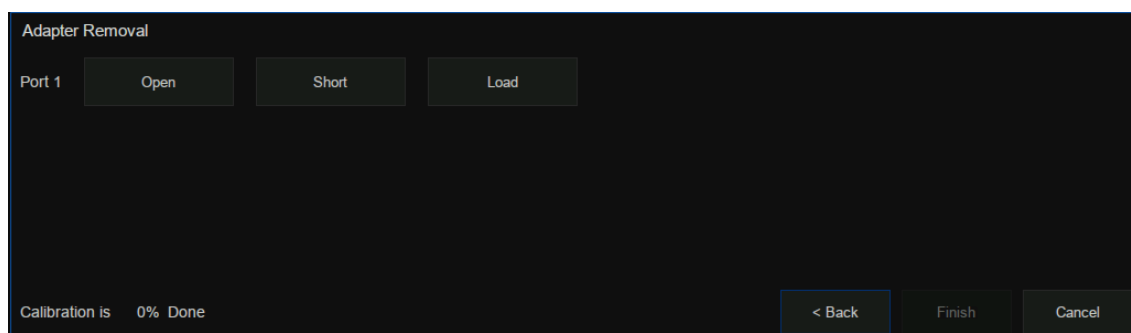 Adapter Removal
Port 1 Open Short Load
Calibration is 0% Done < Back Finish Cancel